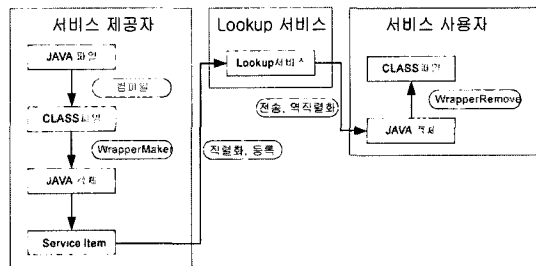 서비스 제공자
JAVA 파일
컴파일
CLASS파일
WrapperMaker
JAVA 객체
Service Item
Lookup 서비스
Lookup서비스
직렬화, 등록
전송, 역직렬화
서비스 사용자
CLASS파일
WrapperRemove
JAVA 객체